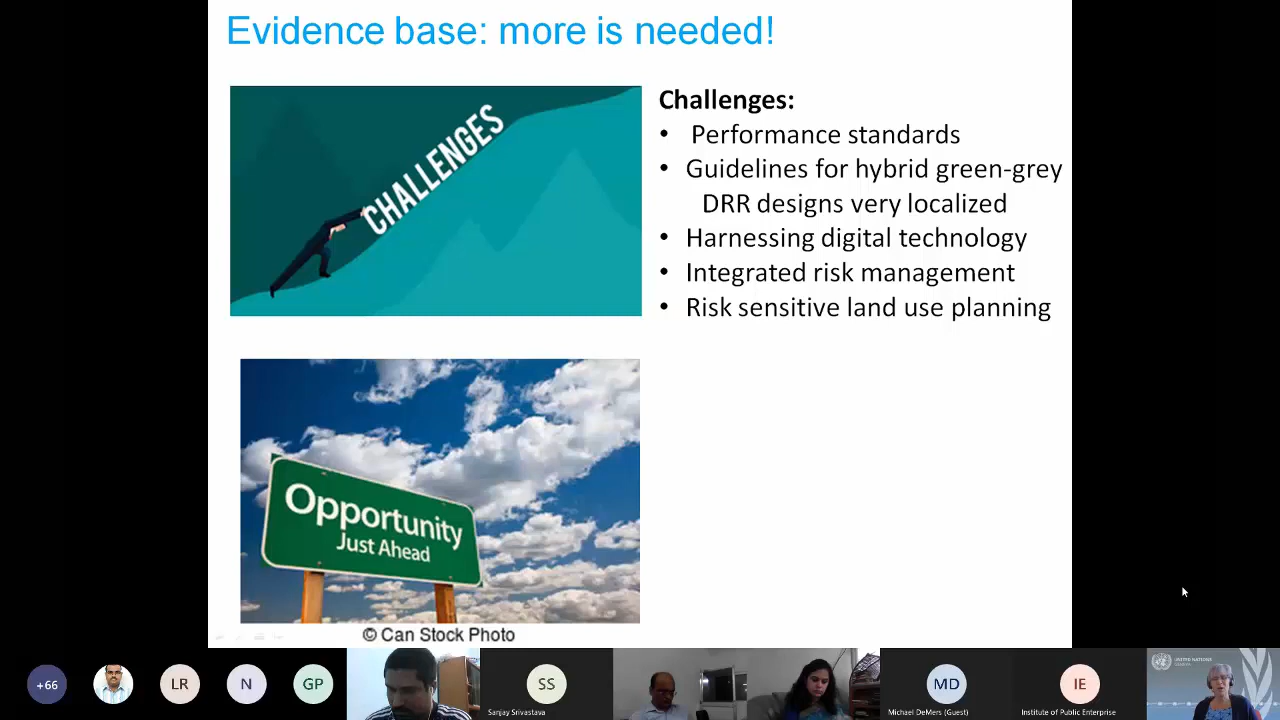 Evidence base: more is needed!
CHALLENGES
Challenges:
• Performance standards
• Guidelines for hybrid green-grey
DRR designs very localized
• Harnessing digital technology
• Integrated risk management
• Risk sensitive land use planning
Opportunity
Just Ahead
© Can Stock Photo
+66
LR
N
GP
SS
Sanjay Srivastava
MD
Michael DeMers (Guest)
IE
Institute of Public Enterprise
UNITED NATIONS